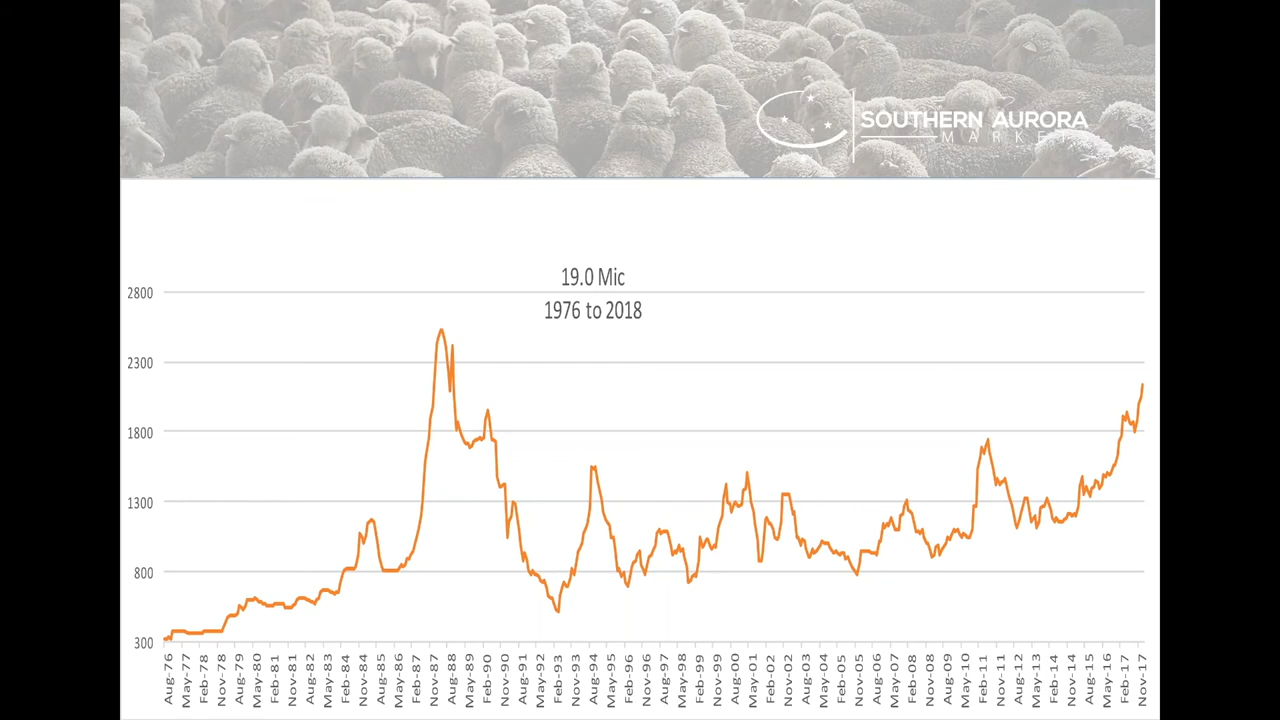 SOUTHERN AURORA
MARKETS
19.0 Mic
1976 to 2018
2800
2300
1800
1300
800
300
Aug-76
May-77
Feb-78
Nov-78
Aug-79
May-80
Feb-81
Nov-81
Aug-82
May-83
Feb-84
Nov-84
Aug-85
May-86
Feb-87
Nov-87
Aug-88
May-89
Feb-90
Nov-90
Aug-91
May-92
Feb-93
Nov-93
Aug-94
May-95
Feb-96
Nov-96
Aug-97
May-98
Feb-99
Nov-99
Aug-00
May-01
Feb-02
Nov-02
Aug-03
May-04
Feb-05
Nov-05
Aug-06
May-07
Feb-08
Nov-08
Aug-09
May-10
Feb-11
Nov-11
Aug-12
May-13
Feb-14
Nov-14
Aug-15
May-16
Feb-17
Nov-17